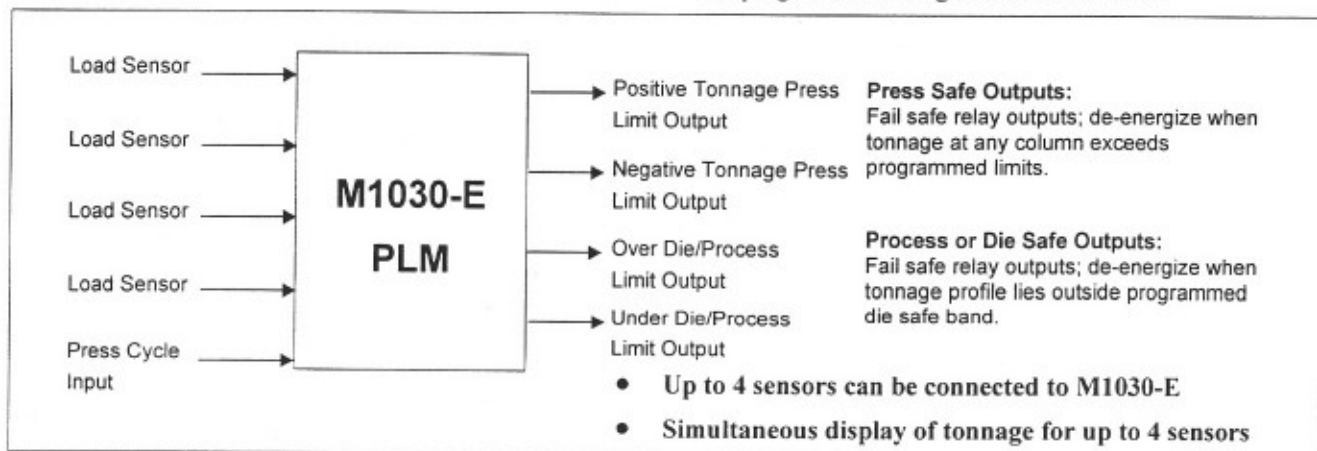 Load Sensor
Load Sensor
Load Sensor
Load Sensor
Press Cycle
Input
M1030-E
PLM
Positive Tonnage Press
Limit Output
Negative Tonnage Press
Limit Output
Over Die/Process
Limit Output
Under Die/Process
Limit Output
Press Safe Outputs:
Fail safe relay outputs; de-energize when
tonnage at any column exceeds
programmed limits.
Process or Die Safe Outputs:
Fail safe relay outputs; de-energize when
tonnage profile lies outside programmed
die safe band.
• Up to 4 sensors can be connected to M1030-E
• Simultaneous display of tonnage for up to 4 sensors